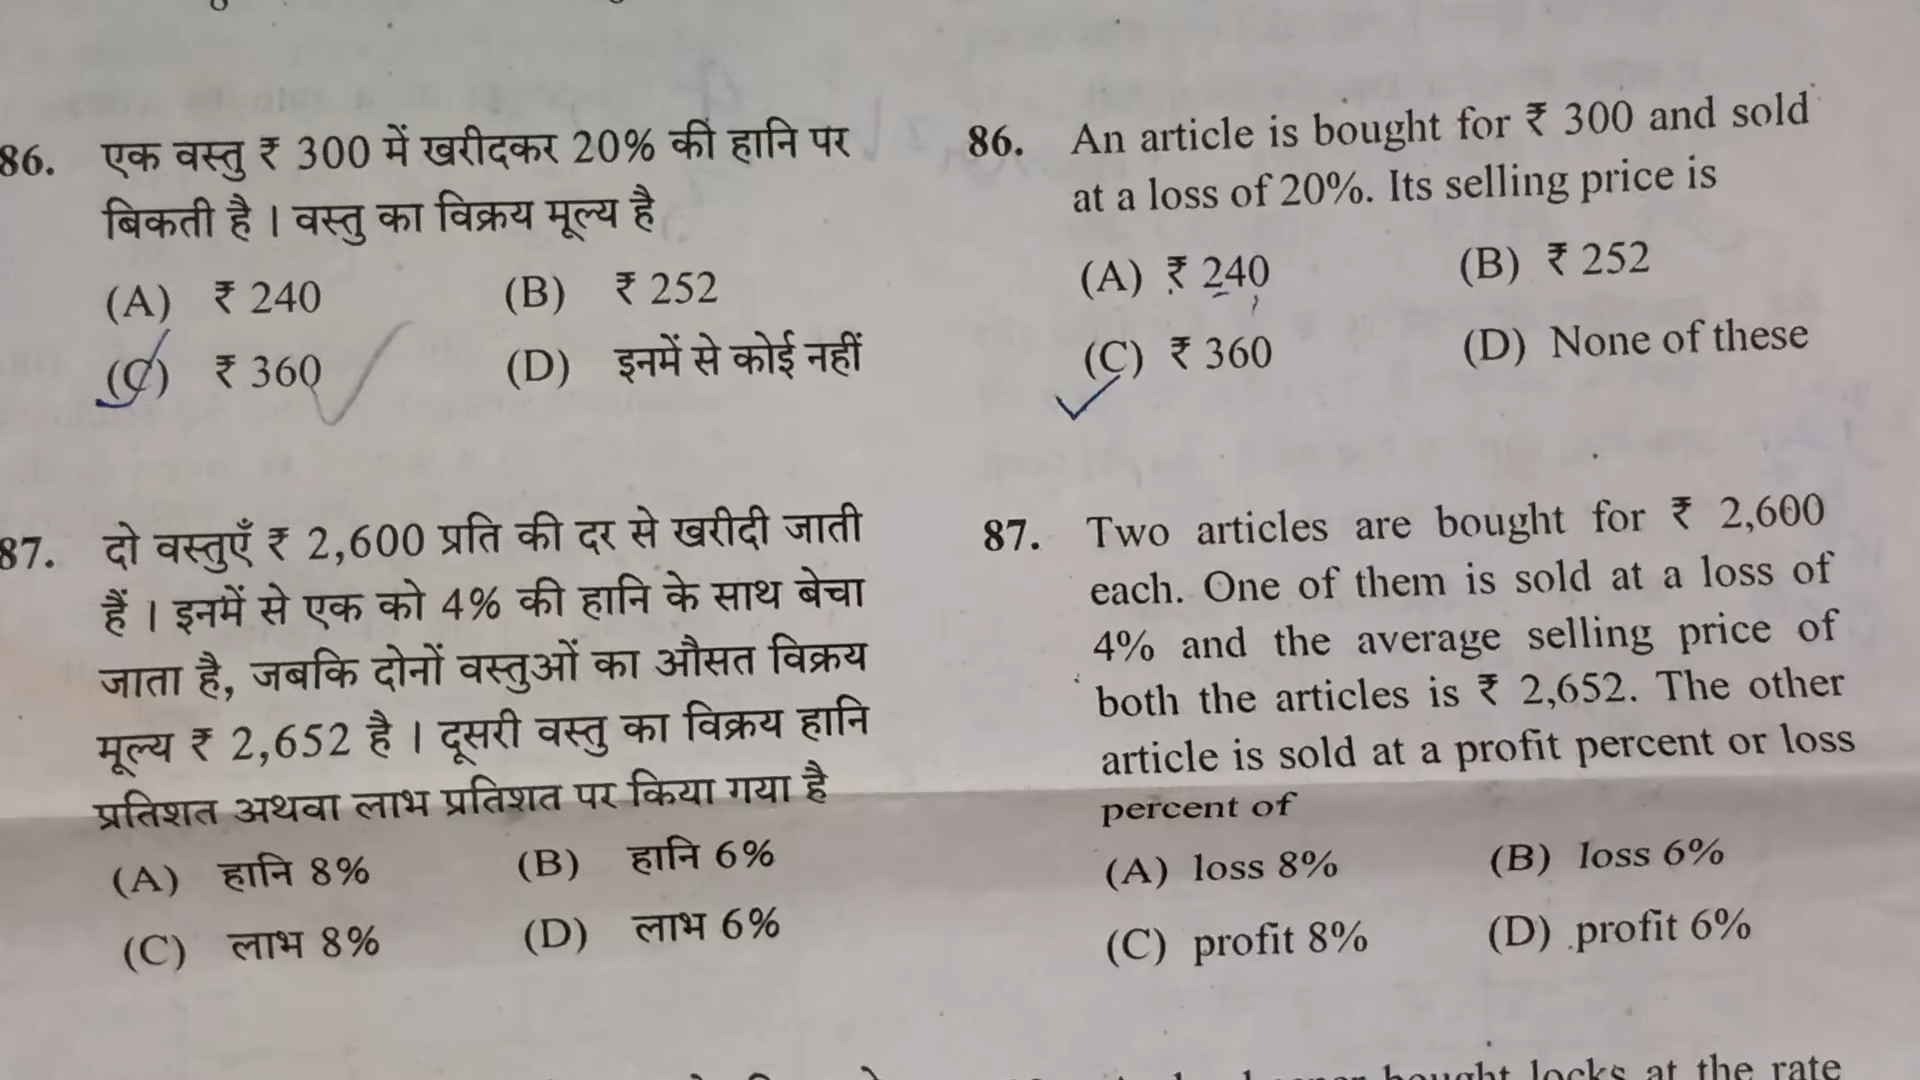 86. एक वस्तु ₹ 300 में खरीदकर 20% की हानि पर
बिकती है । वस्तु का विक्रय मूल्य है
(A) ₹ 240 (B) ₹ 252
(C) ₹ 360 (D) इनमें से कोई नहीं
87. दो वस्तुएँ ₹ 2,600 प्रति की दर से खरीदी जाती
हैं । इनमें से एक को 4% की हानि के साथ बेचा
जाता है, जबकि दोनों वस्तुओं का औसत विक्रय
मूल्य ₹ 2,652 है । दूसरी वस्तु का विक्रय हानि
प्रतिशत अथवा लाभ प्रतिशत पर किया गया है
(A) हानि 8% (B) हानि 6%
(C) लाभ 8% (D) लाभ 6%
86. An article is bought for ₹ 300 and sold
at a loss of 20%. Its selling price is
(A) ₹ 240 (B) ₹ 252
(C) ₹ 360 (D) None of these
87. Two articles are bought for ₹ 2,600
each. One of them is sold at a loss of
4% and the average selling price of
both the articles is ₹ 2,652. The other
article is sold at a profit percent or loss
percent of
(A) loss 8% (B) loss 6%
(C) profit 8% (D) profit 6%
bought locks at the rate